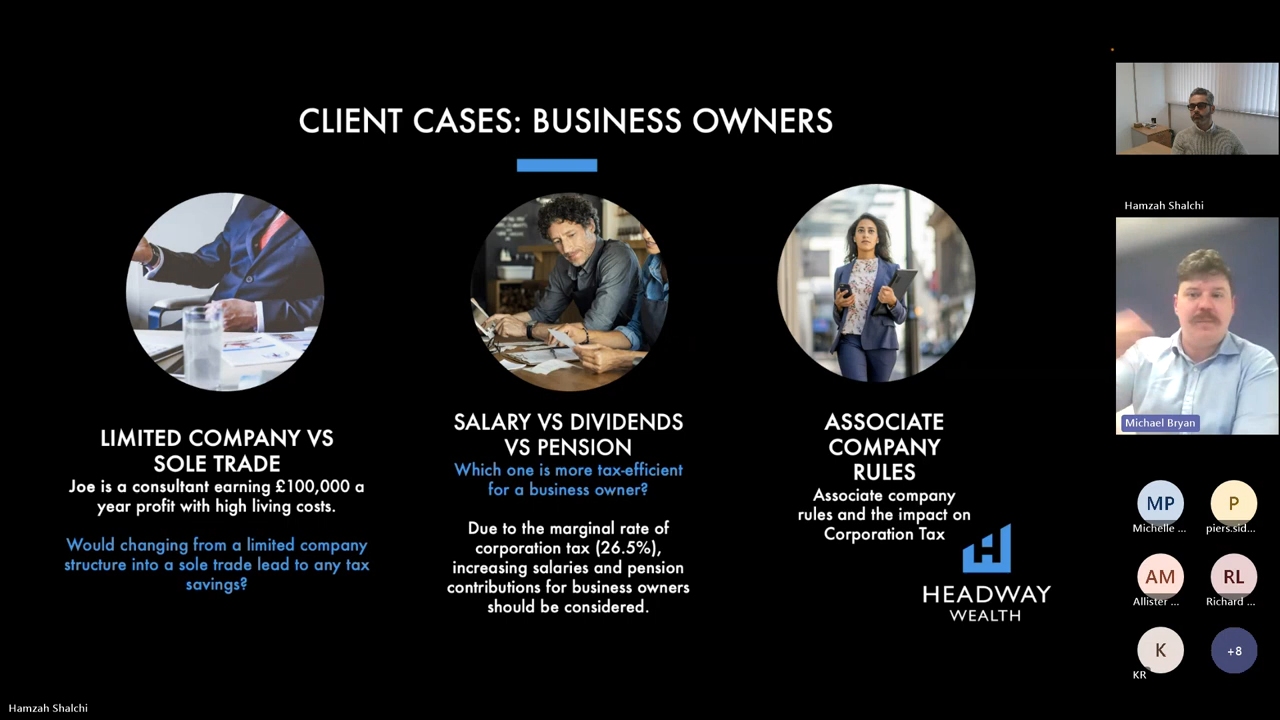 CLIENT CASES: BUSINESS OWNERS
LIMITED COMPANY VS
SOLE TRADE
Joe is a consultant earning £100,000 a
year profit with high living costs.
Would changing from a limited company
structure into a sole trade lead to any tax
savings?
SALARY VS DIVIDENDS
VS PENSION
Which one is more tax-efficient
for a business owner?
Due to the marginal rate of
corporation tax (26.5%),
increasing salaries and pension
contributions for business owners
should be considered.
ASSOCIATE
COMPANY
RULES
Associate company
rules and the impact on
Corporation Tax
HEADWAY
WEALTH
Hamzah Shalchi
Michael Bryan
MP
Michelle ...
P
piers.sid...
AM
Allister ...
RL
Richard ...
K
KR
+8
Hamzah Shalchi